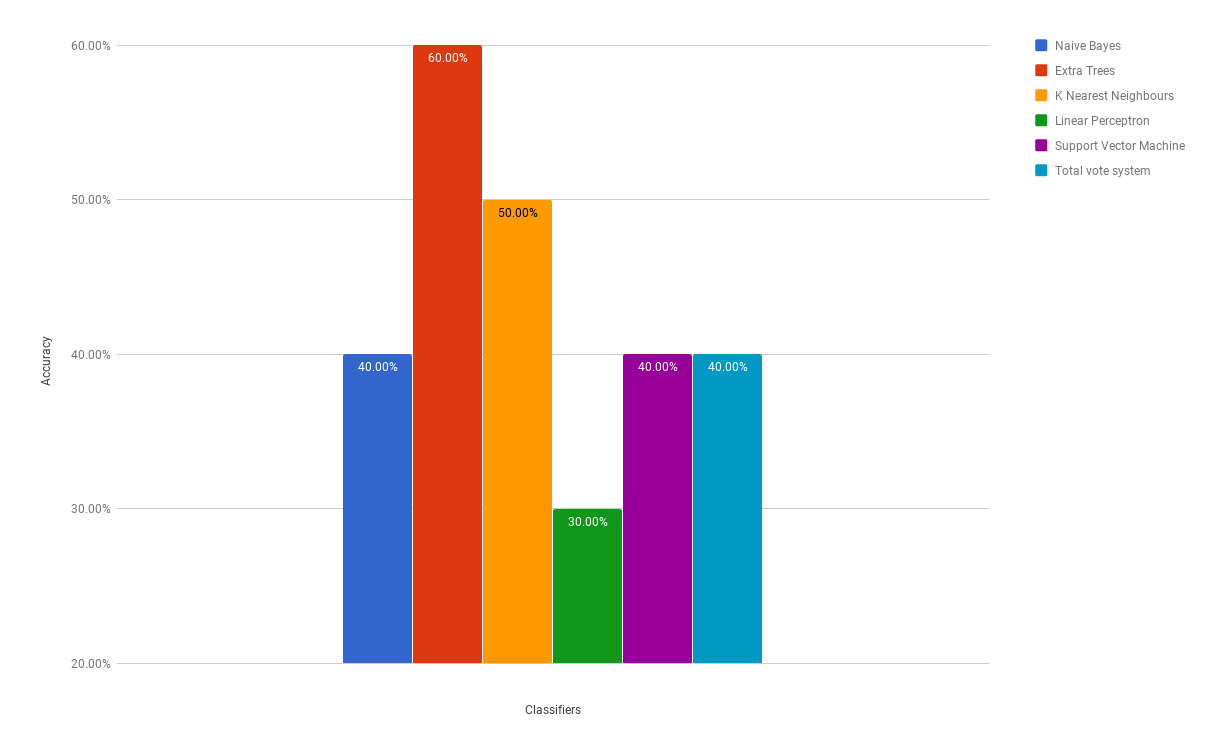 60.00%
50.00%
40.00%
30.00%
20.00%
Accuracy
40.00%
60.00%
50.00%
30.00%
40.00%
40.00%
Classifiers
Naive Bayes
Extra Trees
K Nearest Neighbours
Linear Perceptron
Support Vector Machine
Total vote system